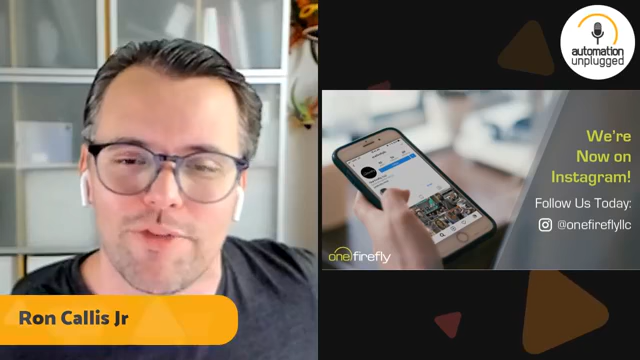 automation
unplugged
We're
Now on
Instagram!
Follow Us Today:
@onefireflyllc
onefirefly
Ron Callis Jr